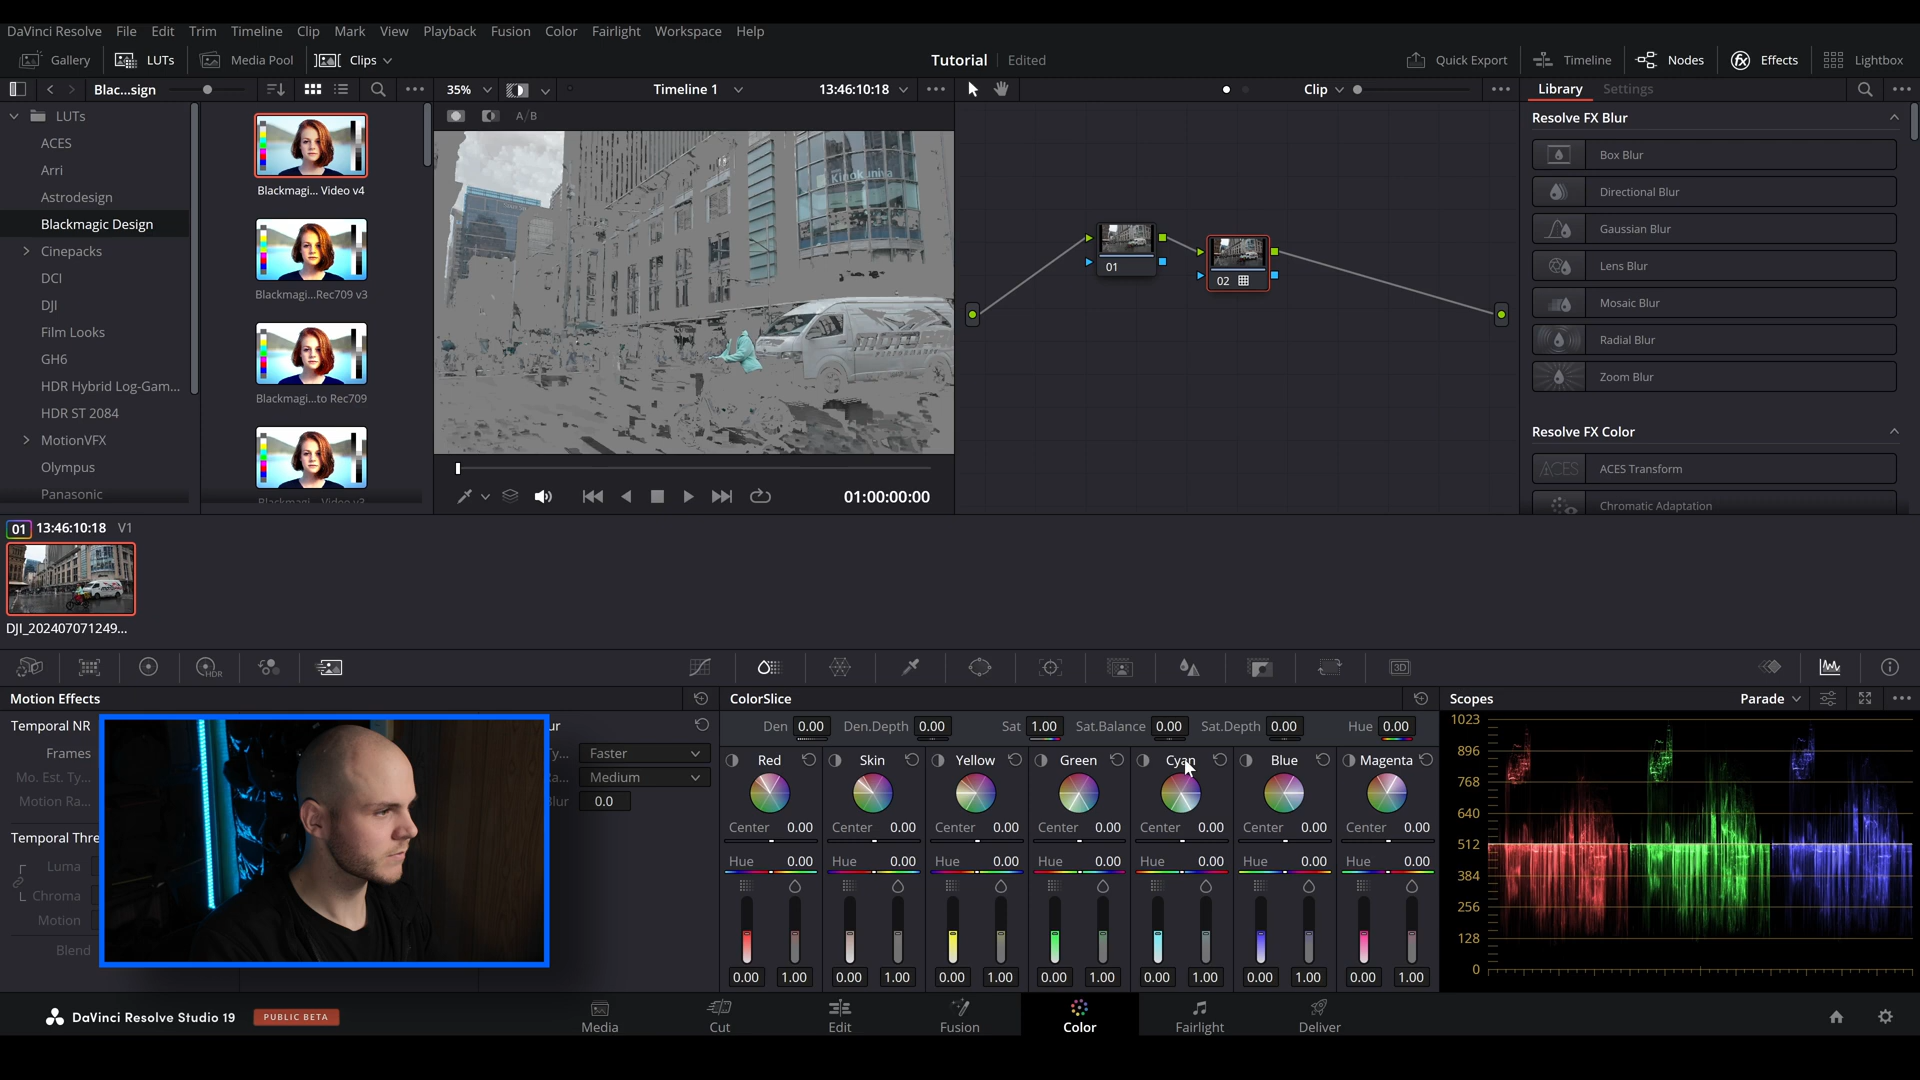 DaVinci Resolve File Edit Trim Timeline Clip Mark View Playback Fusion Color Fairlight Workspace Help
Gallery LUTs Media Pool Clips Tutorial Edited Quick Export Timeline Nodes Effects Lightbox
Blac...sign 35% Timeline 1 13:46:10:18 Clip Library Settings
LUTs
ACES
Arri
Astrodesign
Blackmagic Design
Cinepacks
DCI
DJI
Film Looks
GH6
HDR Hybrid Log-Gam...
HDR ST 2084
MotionVFX
Olympus
Panasonic
Blackmagi... Video v4
Blackmagi...Rec709 v3
Blackmagi...to Rec709
Blackmagi... Video v3
A/B
Kinokuniya
01:00:00:00
01
02
Resolve FX Blur
Box Blur
Directional Blur
Gaussian Blur
Lens Blur
Mosaic Blur
Radial Blur
Zoom Blur
Resolve FX Color
ACES ACES Transform
Chromatic Adaptation
01 13:46:10:18 V1
DJI_202407071249...
HDR
3D
Motion Effects
Temporal NR
Frames
Mo. Est. Ty...
Motion Ra...
Temporal Thre
Luma
Chroma
Motion
Blend
ur
y... Faster
a... Medium
lur 0.0
ColorSlice
Den 0.00 Den.Depth 0.00 Sat 1.00 Sat.Balance 0.00 Sat.Depth 0.00 Hue 0.00
Red Skin Yellow Green Cyan Blue Magenta
Center 0.00 Center 0.00 Center 0.00 Center 0.00 Center 0.00 Center 0.00 Center 0.00
Hue 0.00 Hue 0.00 Hue 0.00 Hue 0.00 Hue 0.00 Hue 0.00 Hue 0.00
0.00 1.00 0.00 1.00 0.00 1.00 0.00 1.00 0.00 1.00 0.00 1.00 0.00 1.00
Scopes Parade
1023
896
768
640
512
384
256
128
0
DaVinci Resolve Studio 19 PUBLIC BETA
Media Cut Edit Fusion Color Fairlight Deliver